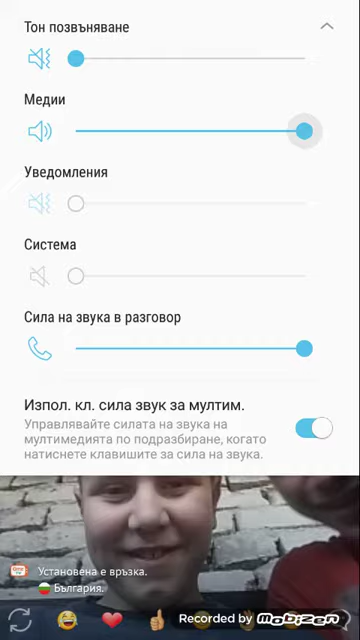 Тон позвъняване
Медии
Уведомления
Система
Сила на звука в разговор
Изпол. кл. сила звук за мултим.
Управлявайте силата на звука на
мултимедията по подразбиране, когато
натиснете клавишите за сила на звука.
Установена е връзка.
България.
Recorded by Mobizen